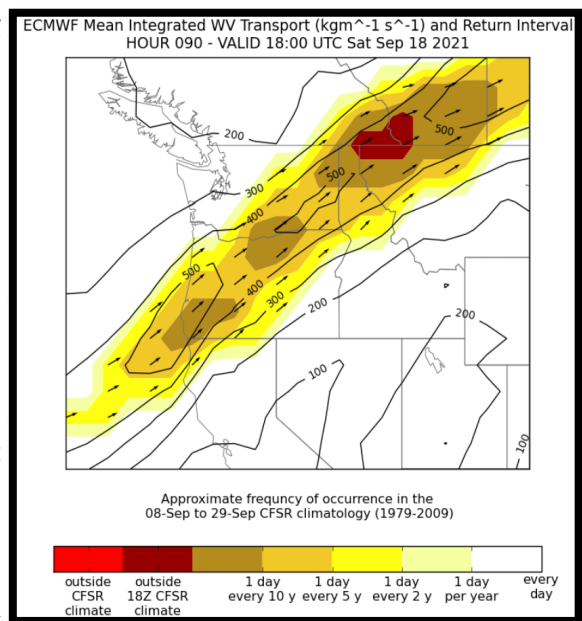 ECMWF Mean Integrated WV Transport (kgm^-1 s^-1) and Return Interval
HOUR 090 - VALID 18:00 UTC Sat Sep 18 2021
200
500
300
500
400
500
400
300
200
200
100
100
Approximate frequncy of occurrence in the
08-Sep to 29-Sep CFSR climatology (1979-2009)
outside CFSR climate
outside 18Z CFSR climate
1 day every 10 y
1 day every 5 y
1 day every 2 y
1 day per year
every day